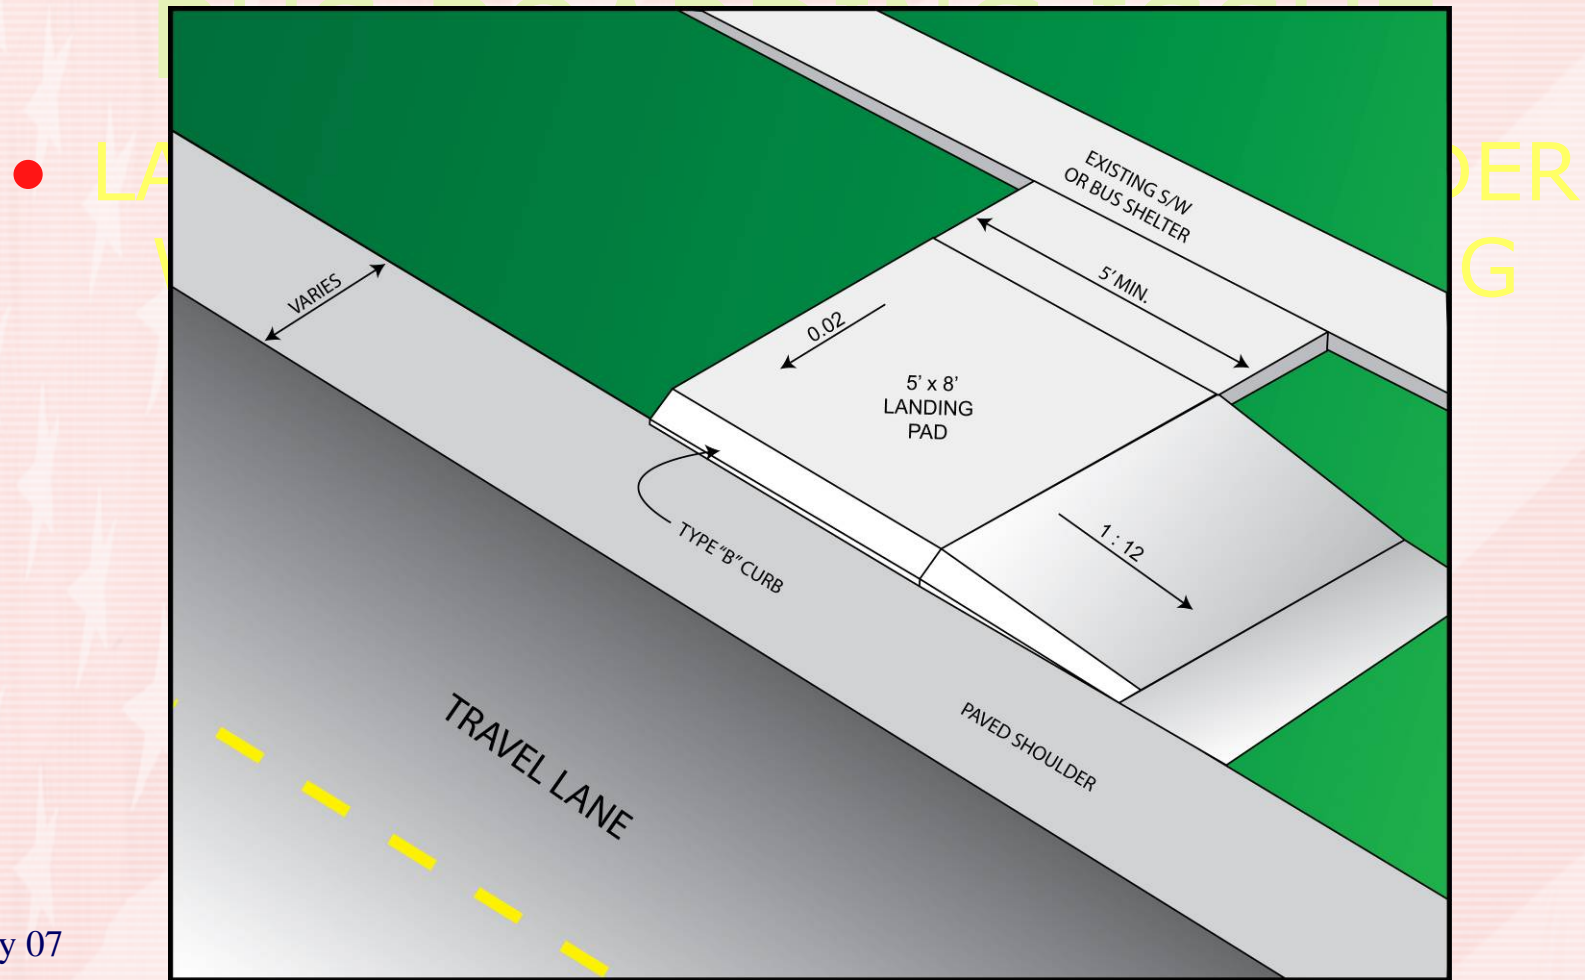 EXISTING S/W
OR BUS SHELTER
5' MIN.
VARIES
0.02
5' x 8'
LANDING
PAD
1 : 12
TYPE "B" CURB
PAVED SHOULDER
TRAVEL LANE
07